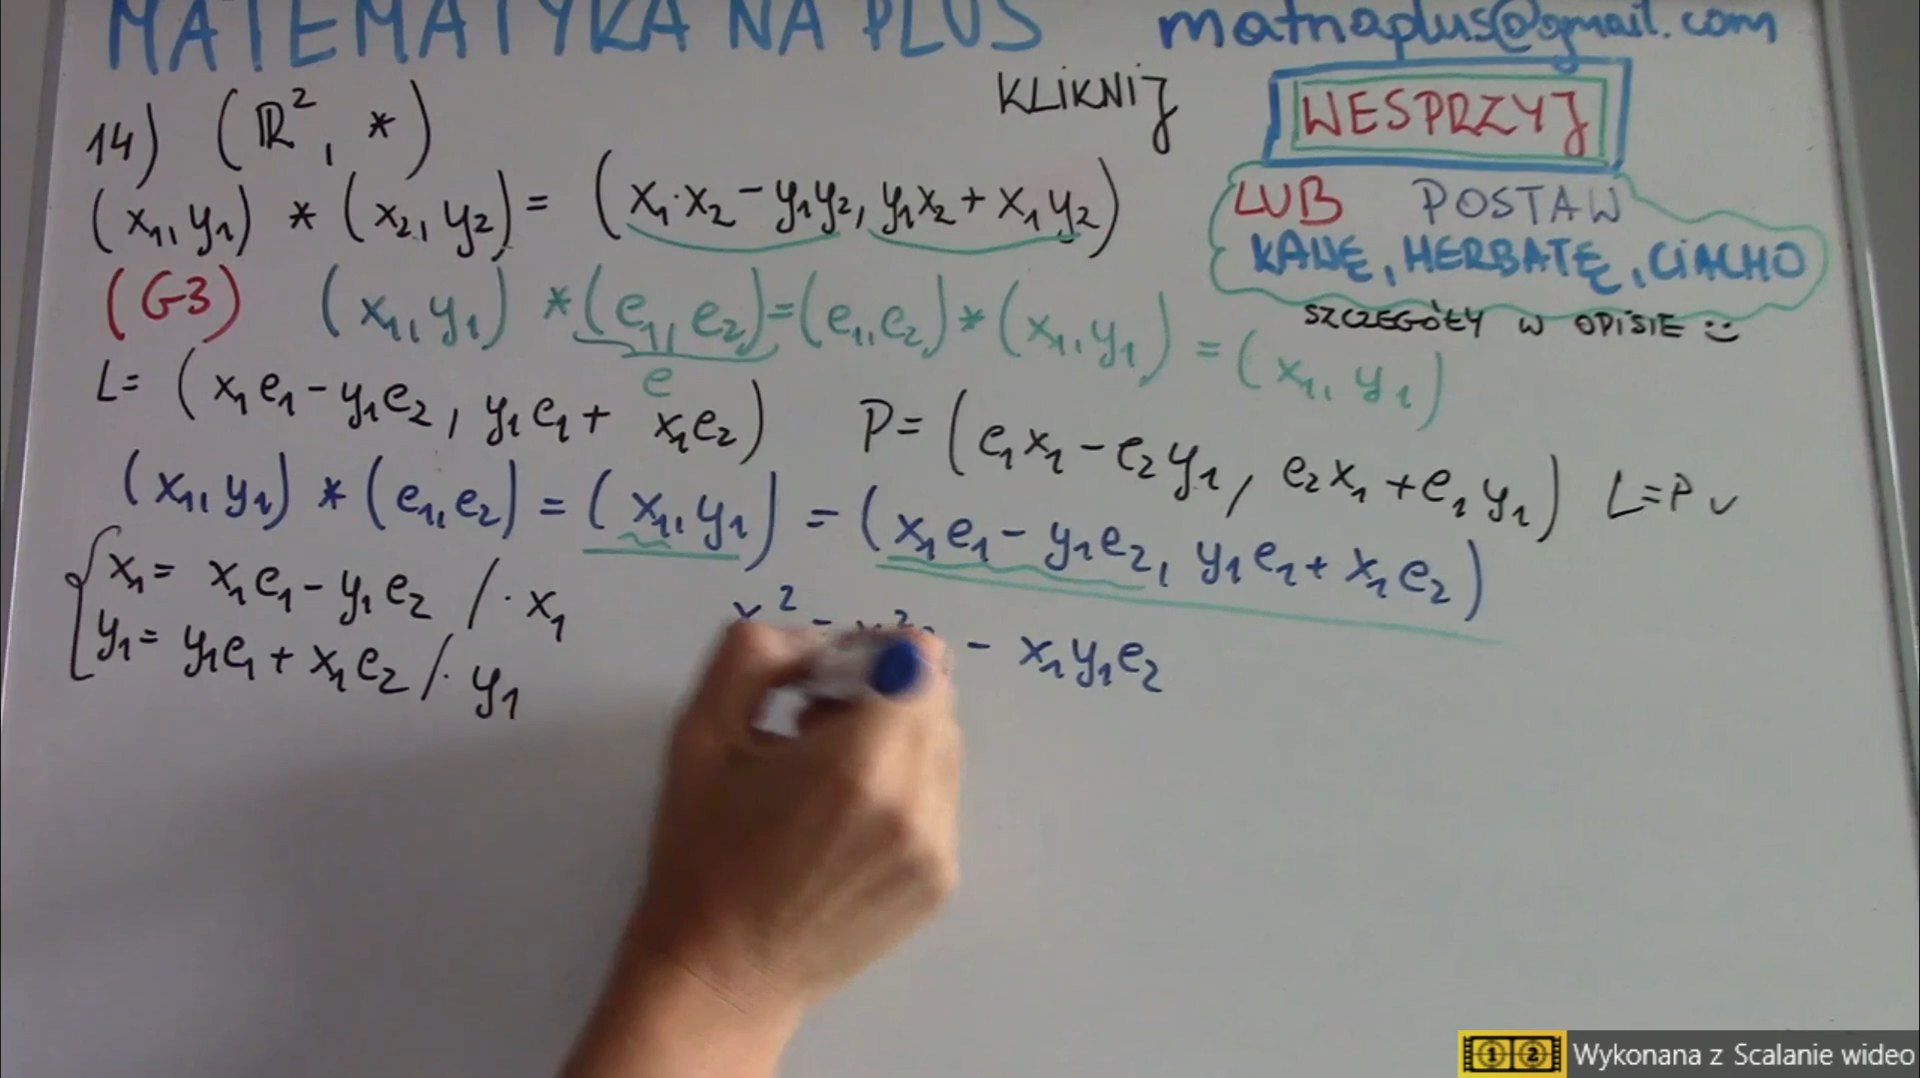 MATEMATYKA NA PLUS matnaplus@gmail.com
KLIKNIJ WESPRZYJ
LUB POSTAW
KAWĘ, HERBATĘ, CIACHO
SZCZEGÓŁY W OPISIE :)
14) (ℝ², *)
(x₁, y₁) * (x₂, y₂) = (x₁·x₂ - y₁y₂, y₁x₂ + x₁y₂)
(G3) (x₁, y₁) * (e₁, e₂) = (e₁, e₂) * (x₁, y₁) = (x₁, y₁)
e
L = (x₁e₁ - y₁e₂, y₁e₁ + x₁e₂) P = (e₁x₁ - e₂y₁, e₂x₁ + e₁y₁) L=P ✓
(x₁, y₁) * (e₁, e₂) = (x₁, y₁) = (x₁e₁ - y₁e₂, y₁e₁ + x₁e₂)
{ x₁ = x₁e₁ - y₁e₂ / · x₁
y₁ = y₁e₁ + x₁e₂ / · y₁
- x₁y₁e₂
Wykonana z Scalanie wideo